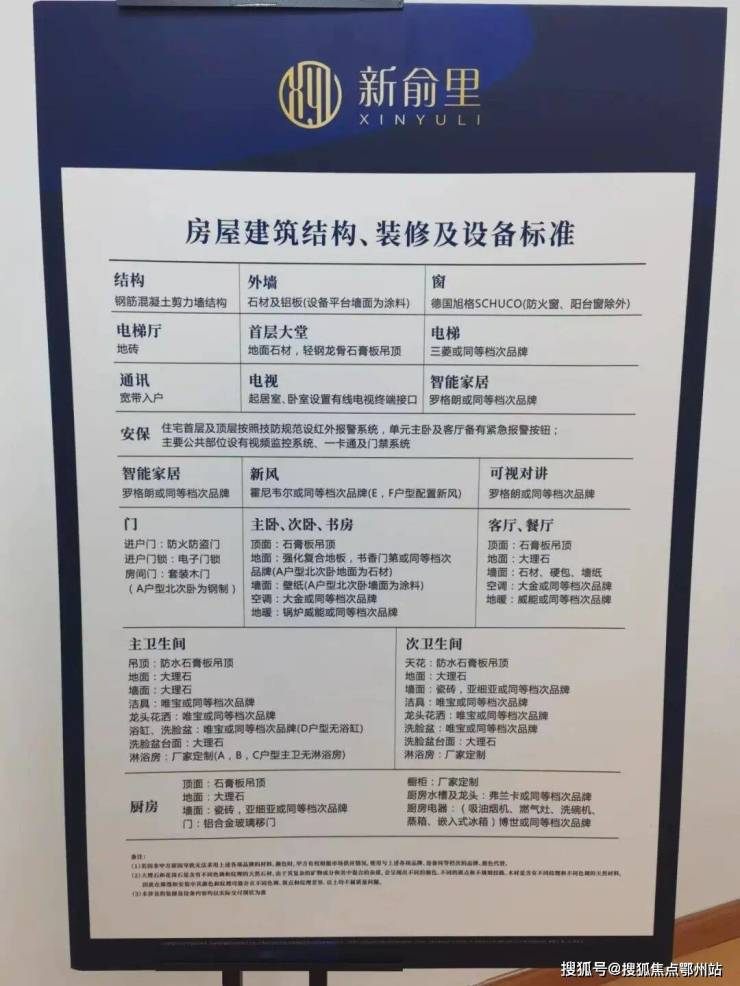 新俞里
XINYULI
房屋建筑结构、装修及设备标准
结构
钢筋混凝土剪力墙结构
外墙
石材及铝板(设备平台墙面为涂料)
窗
德国旭格SCHUCO(防火窗、阳台窗除外)
电梯厅
地砖
首层大堂
地面石材，轻钢龙骨石膏板吊顶
电梯
三菱或同等档次品牌
通讯
宽带入户
电视
起居室、卧室设置有线电视终端接口
智能家居
罗格朗或同等档次品牌
安保
住宅首层及顶层按照技防规范设红外报警系统，单元主卧及客厅备有紧急报警按钮；
主要公共部位设有视频监控系统、一卡通及门禁系统
智能家居
罗格朗或同等档次品牌
新风
霍尼韦尔或同等档次品牌(E，F户型配置新风)
可视对讲
罗格朗或同等档次品牌
门
进户门：防火防盗门
进户门锁：电子门锁
房间门：套装木门
（A户型北次卧为钢制）
主卧、次卧、书房
顶面：石膏板吊顶
地面：强化复合地板，书香门第或同等档次
品牌(A户型北次卧地面为石材)
墙面：壁纸(A户型北次卧墙面为涂料)
空调：大金或同等档次品牌
地暖：锅炉威能或同等档次品牌
客厅、餐厅
顶面：石膏板吊顶
地面：大理石
墙面：石材、硬包、墙纸
空调：大金或同等档次品牌
地暖：威能或同等档次品牌
主卫生间
吊顶：防水石膏板吊顶
地面：大理石
墙面：大理石
洁具：唯宝或同等档次品牌
龙头花洒：唯宝或同等档次品牌
浴缸、洗脸盆：唯宝或同等档次品牌(D户型无浴缸)
洗脸盆台面：大理石
淋浴房：厂家定制(A，B，C户型主卫无淋浴房)
次卫生间
天花：防水石膏板吊顶
地面：大理石
墙面：瓷砖，亚细亚或同等档次品牌
洁具：唯宝或同等档次品牌
龙头花洒：唯宝或同等档次品牌
洗脸盆：唯宝或同等档次品牌
洗脸盆台面：大理石
淋浴房：厂家定制
厨房
顶面：石膏板吊顶
地面：大理石
墙面：瓷砖，亚细亚或同等档次品牌
门：铝合金玻璃移门
橱柜：厂家定制
厨房水槽及龙头：弗兰卡或同等档次品牌
厨房电器：（吸油烟机、燃气灶、洗碗机、
蒸箱、嵌入式冰箱）博世或同等档次品牌
备注：
搜狐号@搜狐焦点鄂州站